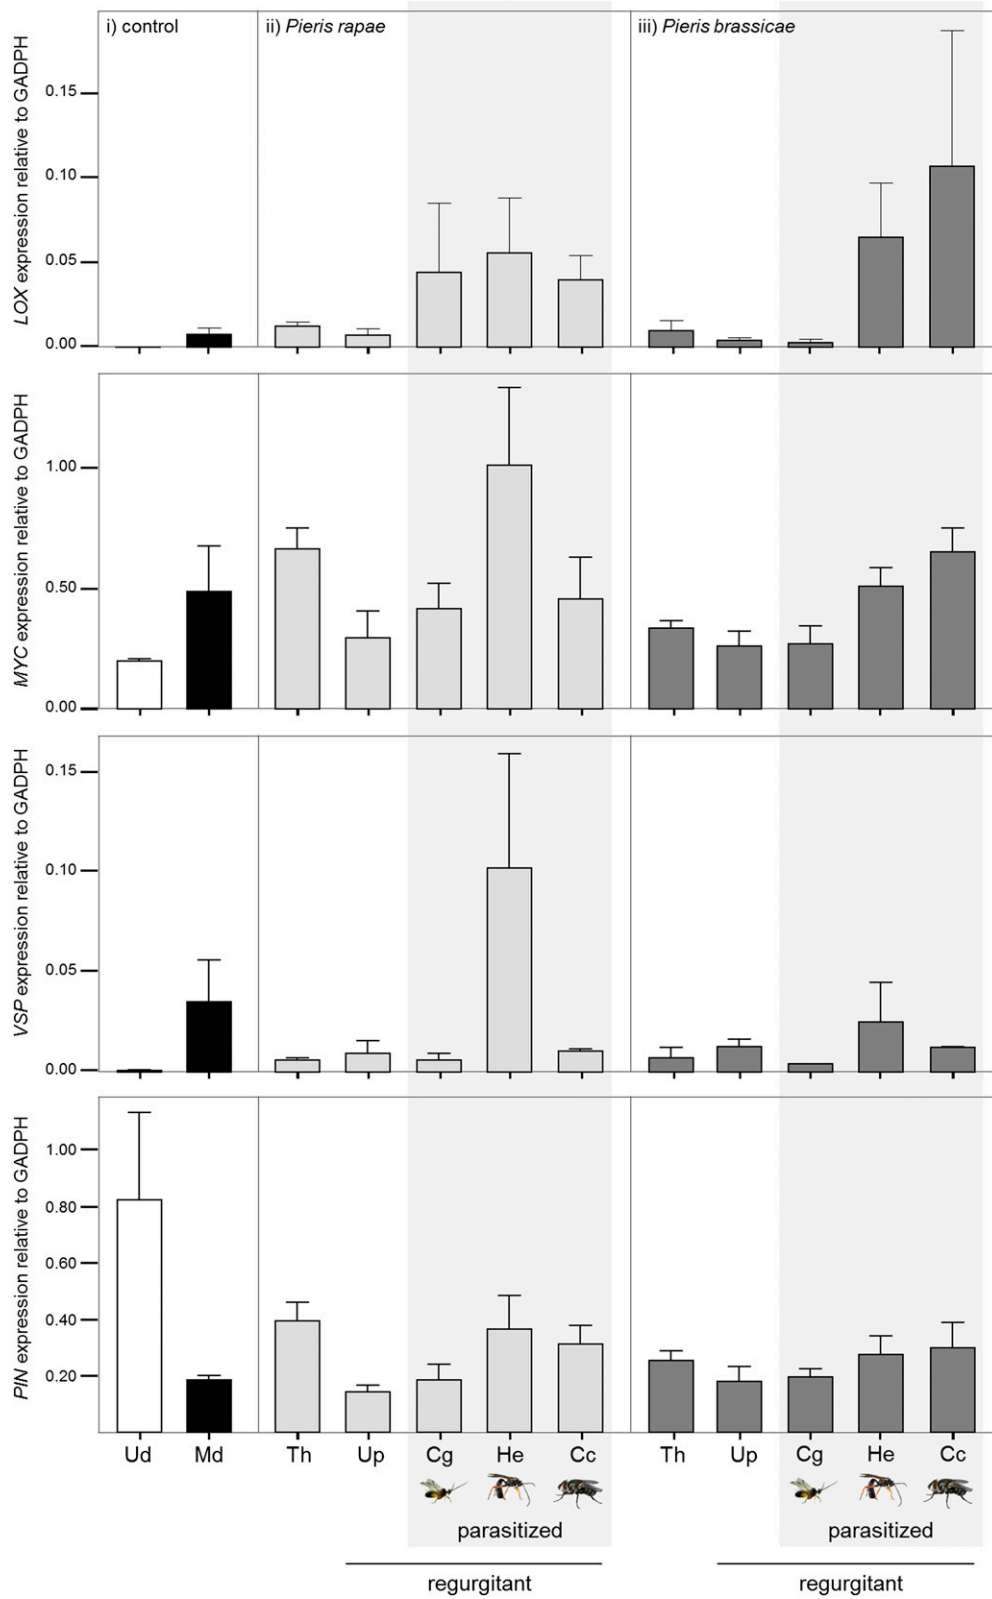 i) control
ii) Pieris rapae
iii) Pieris brassicae
LOX expression relative to GADPH
0.15
0.10
0.05
0.00
MYC expression relative to GADPH
1.00
0.50
0.00
VSP expression relative to GADPH
0.15
0.10
0.05
0.00
PIN expression relative to GADPH
1.00
0.80
0.60
0.40
0.20
Ud Md Th Up Cg He Cc Th Up Cg He Cc
parasitized parasitized
regurgitant regurgitant